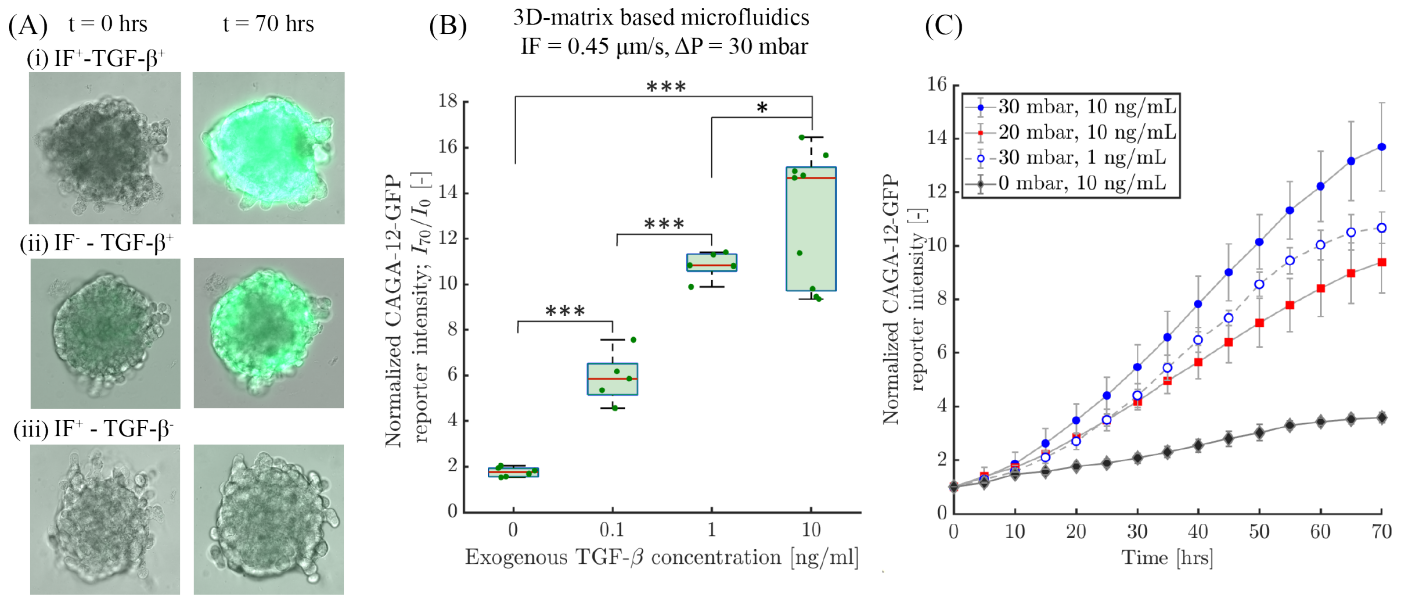 (A)
t = 0 hrs
t = 70 hrs
(i) IF⁺-TGF-β⁺
(ii) IF⁻ - TGF-β⁺
(iii) IF⁺ - TGF-β⁻
(B)
3D-matrix based microfluidics
IF = 0.45 μm/s, ΔP = 30 mbar
Normalized CAGA-12-GFP
reporter intensity; I₇₀/I₀ [-]
18
16
14
12
10
8
6
4
2
0
***
*
***
***
0
0.1
1
10
Exogenous TGF-β concentration [ng/ml]
(C)
Normalized CAGA-12-GFP
reporter intensity [-]
16
14
12
10
8
6
4
2
0
30 mbar, 10 ng/mL
20 mbar, 10 ng/mL
30 mbar, 1 ng/mL
0 mbar, 10 ng/mL
0
10
20
30
40
50
60
70
Time [hrs]